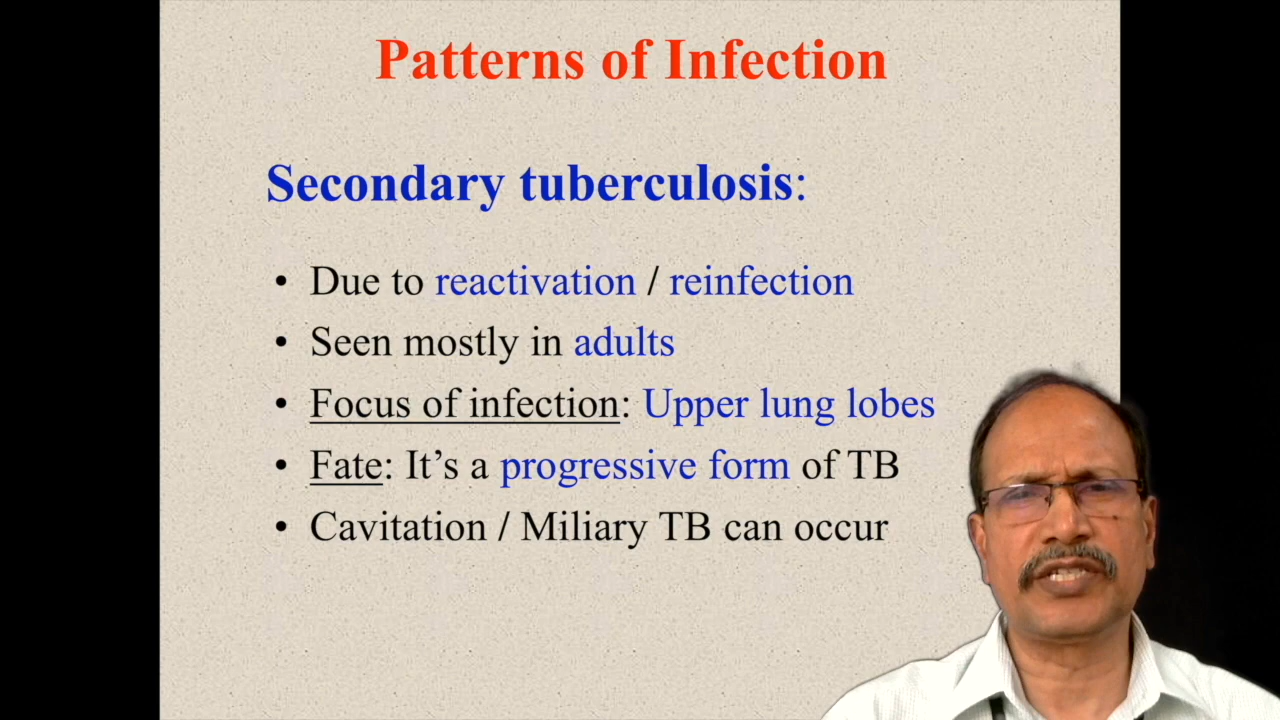 Patterns of Infection
Secondary tuberculosis:
• Due to reactivation / reinfection
• Seen mostly in adults
• Focus of infection: Upper lung lobes
• Fate: It’s a progressive form of TB
• Cavitation / Miliary TB can occur